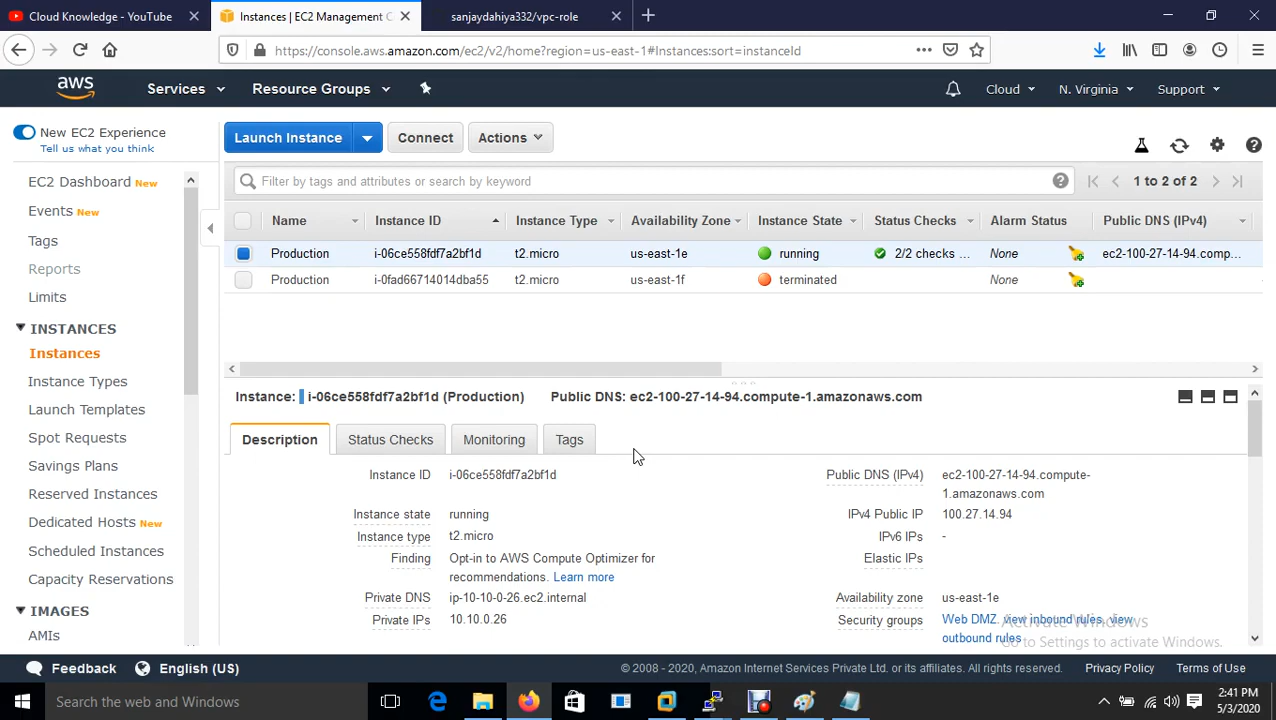 Cloud Knowledge - YouTube
Instances | EC2 Management C
sanjaydahiya332/vpc-role
https://console.aws.amazon.com/ec2/v2/home?region=us-east-1#Instances:sort=instanceId
aws
Services
Resource Groups
Cloud
N. Virginia
Support
New EC2 Experience
Tell us what you think
EC2 Dashboard New
Events New
Tags
Reports
Limits
INSTANCES
Instances
Instance Types
Launch Templates
Spot Requests
Savings Plans
Reserved Instances
Dedicated Hosts New
Scheduled Instances
Capacity Reservations
IMAGES
AMIs
Launch Instance
Connect
Actions
Filter by tags and attributes or search by keyword
1 to 2 of 2
Name Instance ID Instance Type Availability Zone Instance State Status Checks Alarm Status Public DNS (IPv4)
Production i-06ce558fdf7a2bf1d t2.micro us-east-1e running 2/2 checks ... None ec2-100-27-14-94.comp...
Production i-0fad66714014dba55 t2.micro us-east-1f terminated None
Instance: i-06ce558fdf7a2bf1d (Production) Public DNS: ec2-100-27-14-94.compute-1.amazonaws.com
Description
Status Checks
Monitoring
Tags
Instance ID i-06ce558fdf7a2bf1d
Instance state running
Instance type t2.micro
Finding Opt-in to AWS Compute Optimizer for
recommendations. Learn more
Private DNS ip-10-10-0-26.ec2.internal
Private IPs 10.10.0.26
Public DNS (IPv4) ec2-100-27-14-94.compute-
1.amazonaws.com
IPv4 Public IP 100.27.14.94
IPv6 IPs -
Elastic IPs
Availability zone us-east-1e
Security groups Web DMZ. view inbound rules. view
outbound rules
Activate Windows
Go to Settings to activate Windows.
Feedback
English (US)
© 2008 - 2020, Amazon Internet Services Private Ltd. or its affiliates. All rights reserved.
Privacy Policy
Terms of Use
Search the web and Windows
2:41 PM
5/3/2020